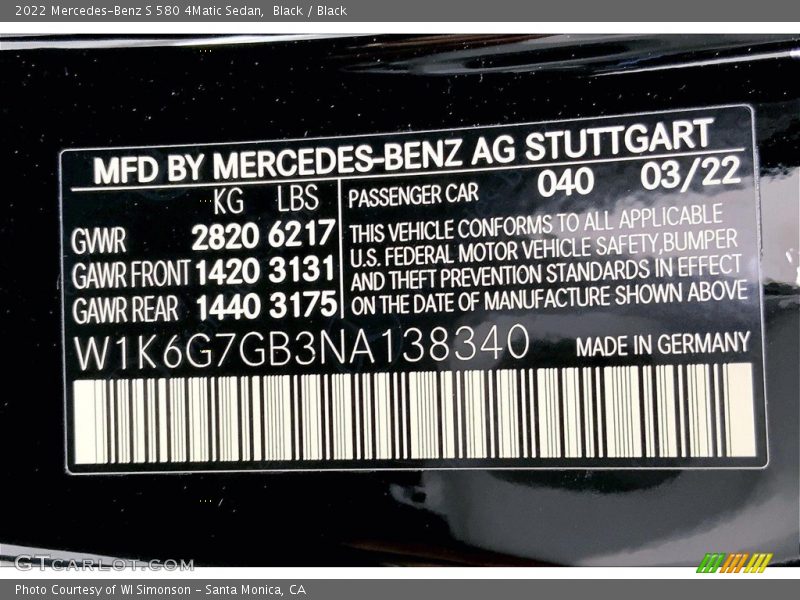 2022 Mercedes-Benz S 580 4Matic Sedan, Black / Black
MFD BY MERCEDES-BENZ AG STUTTGART
KG LBS
GVWR 2820 6217
GAWR FRONT 1420 3131
GAWR REAR 1440 3175
PASSENGER CAR 040 03/22
THIS VEHICLE CONFORMS TO ALL APPLICABLE
U.S. FEDERAL MOTOR VEHICLE SAFETY,BUMPER
AND THEFT PREVENTION STANDARDS IN EFFECT
ON THE DATE OF MANUFACTURE SHOWN ABOVE
W1K6G7GB3NA138340 MADE IN GERMANY
GTCARLOT.COM
Photo Courtesy of WI Simonson - Santa Monica, CA